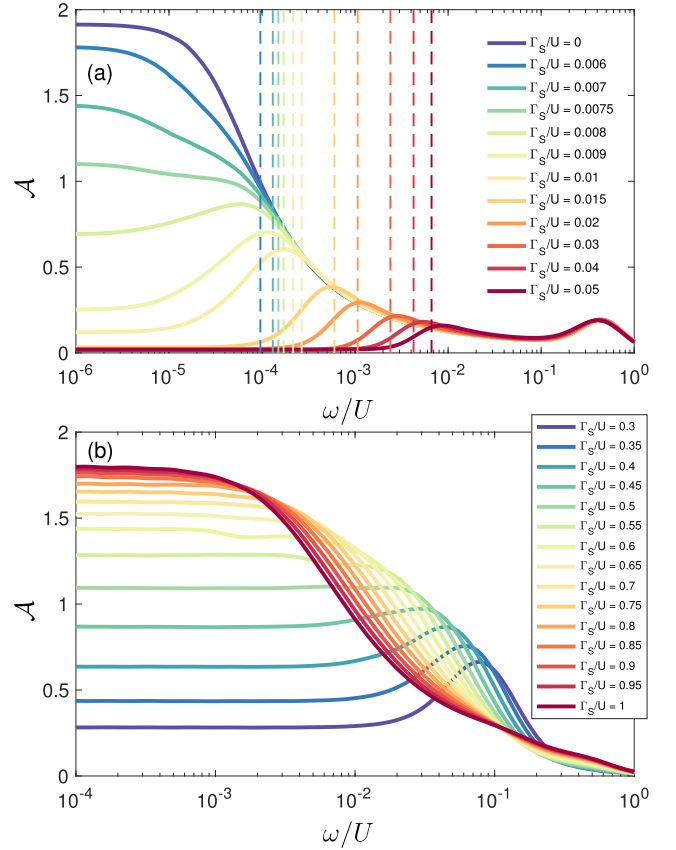 2
1.5
1
0.5
0
𝒜
(a)
Γ_S/U = 0
Γ_S/U = 0.006
Γ_S/U = 0.007
Γ_S/U = 0.0075
Γ_S/U = 0.008
Γ_S/U = 0.009
Γ_S/U = 0.01
Γ_S/U = 0.015
Γ_S/U = 0.02
Γ_S/U = 0.03
Γ_S/U = 0.04
Γ_S/U = 0.05
10^-6 10^-5 10^-4 10^-3 10^-2 10^-1 10^0
ω/U
2
1.5
1
0.5
0
𝒜
(b)
Γ_S/U = 0.3
Γ_S/U = 0.35
Γ_S/U = 0.4
Γ_S/U = 0.45
Γ_S/U = 0.5
Γ_S/U = 0.55
Γ_S/U = 0.6
Γ_S/U = 0.65
Γ_S/U = 0.7
Γ_S/U = 0.75
Γ_S/U = 0.8
Γ_S/U = 0.85
Γ_S/U = 0.9
Γ_S/U = 0.95
Γ_S/U = 1
10^-4 10^-3 10^-2 10^-1 10^0
ω/U